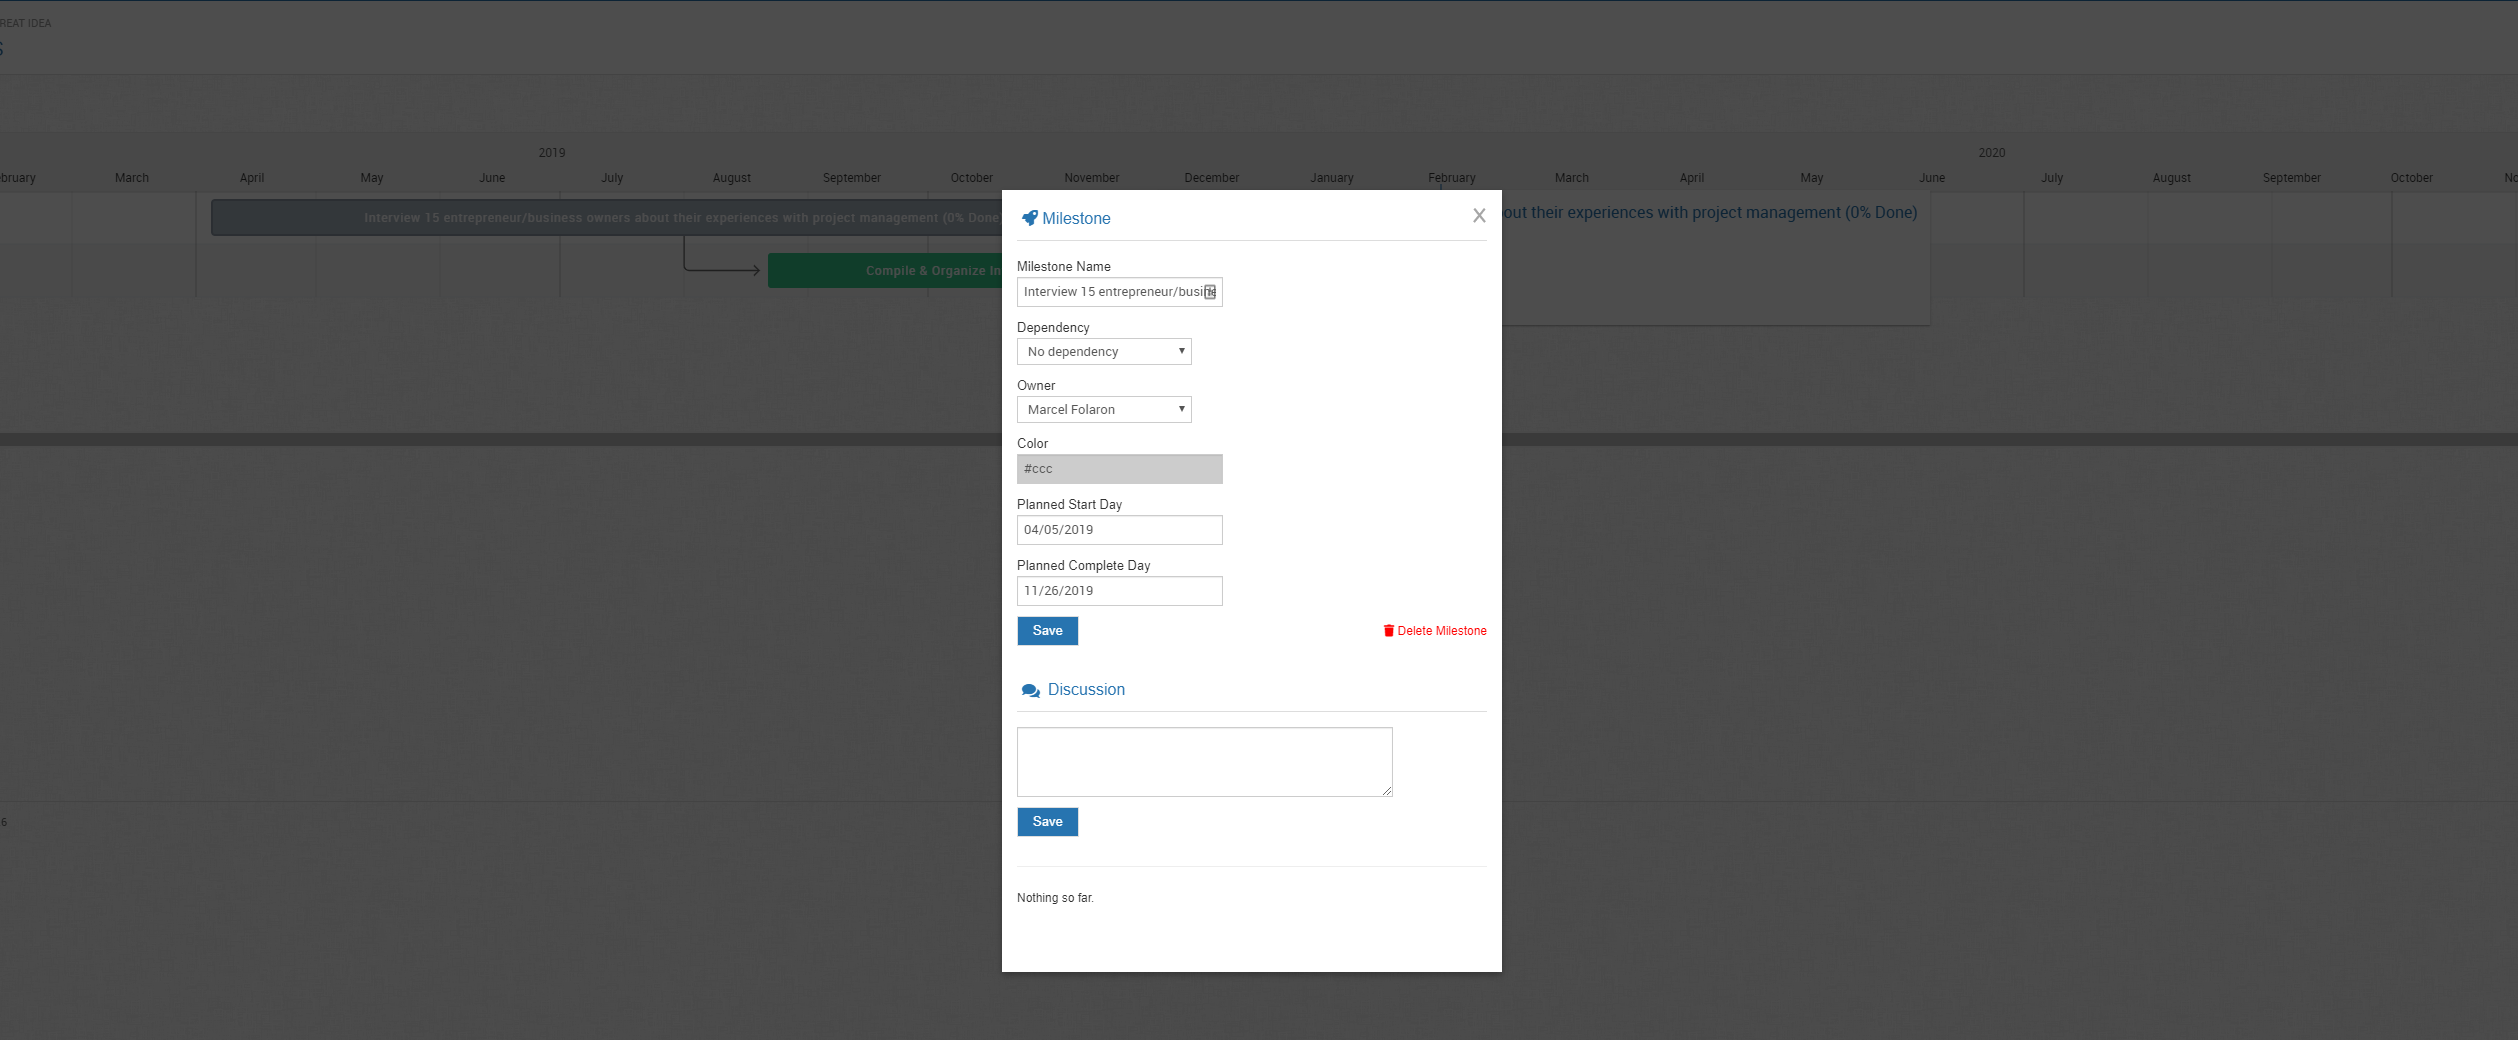 REAT IDEA
S
2019
2020
bruary March April May June July August September October November December January February March April May June July August September October No
Interview 15 entrepreneur/business owners about their experiences with project management (0% Done)
out their experiences with project management (0% Done)
Compile & Organize In
Milestone
X
Milestone Name
Interview 15 entrepreneur/busine
Dependency
No dependency
Owner
Marcel Folaron
Color
#ccc
Planned Start Day
04/05/2019
Planned Complete Day
11/26/2019
Save
Delete Milestone
Discussion
Save
6
Nothing so far.